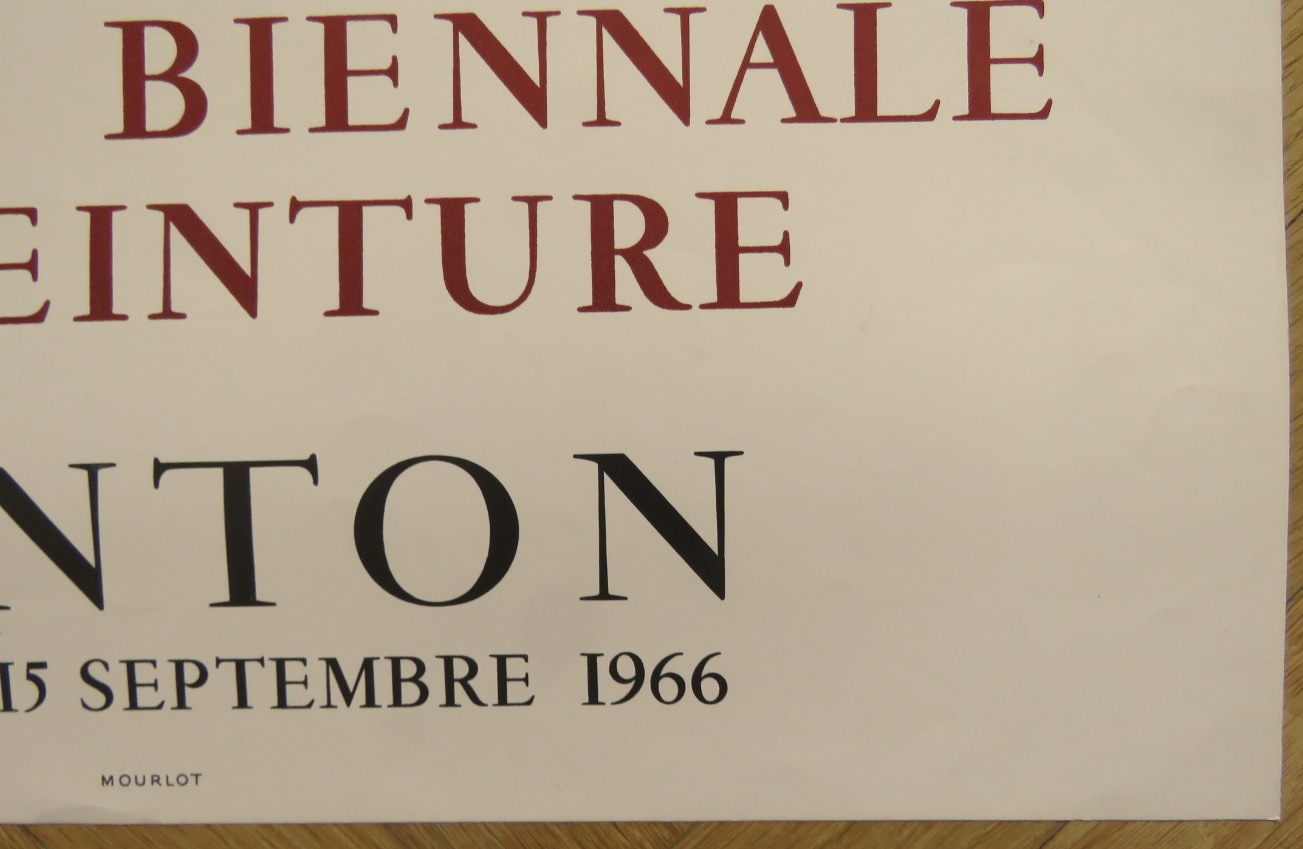 BIENNALE
EINTURE
NTON
15 SEPTEMBRE 1966
MOURLOT